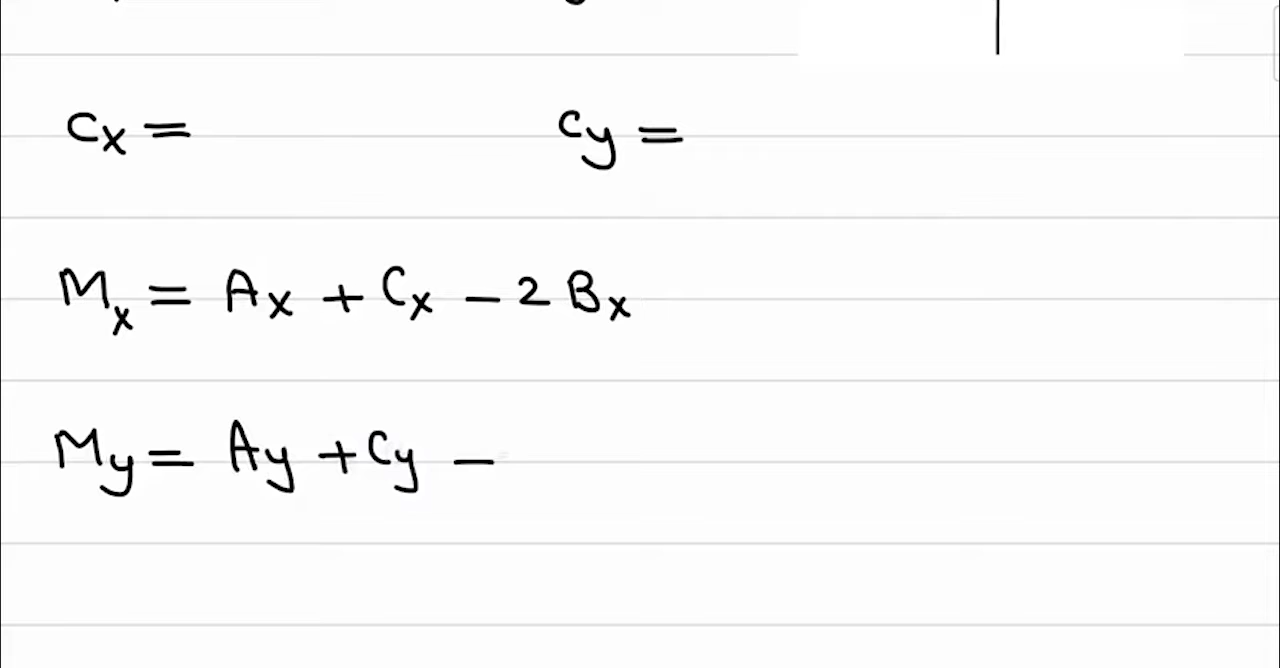 Cx = Cy =
Mx = Ax + Cx - 2 Bx
My = Ay + Cy -